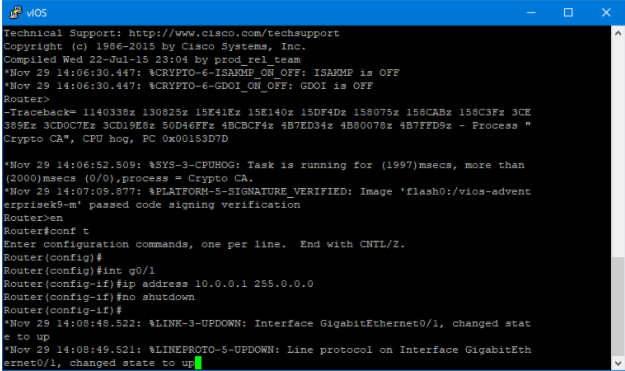 vIOS
Technical Support: http://www.cisco.com/techsupport
Copyright (c) 1986-2015 by Cisco Systems, Inc.
Compiled Wed 22-Jul-15 23:04 by prod_rel_team
*Nov 29 14:06:30.447: %CRYPTO-6-ISAKMP_ON_OFF: ISAKMP is OFF
*Nov 29 14:06:30.447: %CRYPTO-6-GDOI_ON_OFF: GDOI is OFF
Router>
-Traceback= 1140338z 130825z 15E41Ez 15E140z 15DF4Dz 158075z 158CABz 158C3Fz 3CE
389Ez 3CD0C7Ez 3CD19E8z 50D46FFz 4BCBCF4z 4B7ED34z 4B80078z 4B7FFD9z - Process "
Crypto CA", CPU hog, PC 0x00153D7D
*Nov 29 14:06:52.509: %SYS-3-CPUHOG: Task is running for (1997)msecs, more than
(2000)msecs (0/0),process = Crypto CA.
*Nov 29 14:07:09.877: %PLATFORM-5-SIGNATURE_VERIFIED: Image 'flash0:/vios-advent
erprisek9-m' passed code signing verification
Router>en
Router#conf t
Enter configuration commands, one per line.  End with CNTL/Z.
Router(config)#
Router(config)#int g0/1
Router(config-if)#ip address 10.0.0.1 255.0.0.0
Router(config-if)#no shutdown
Router(config-if)#
*Nov 29 14:08:48.522: %LINK-3-UPDOWN: Interface GigabitEthernet0/1, changed stat
e to up
*Nov 29 14:08:49.521: %LINEPROTO-5-UPDOWN: Line protocol on Interface GigabitEth
ernet0/1, changed state to up